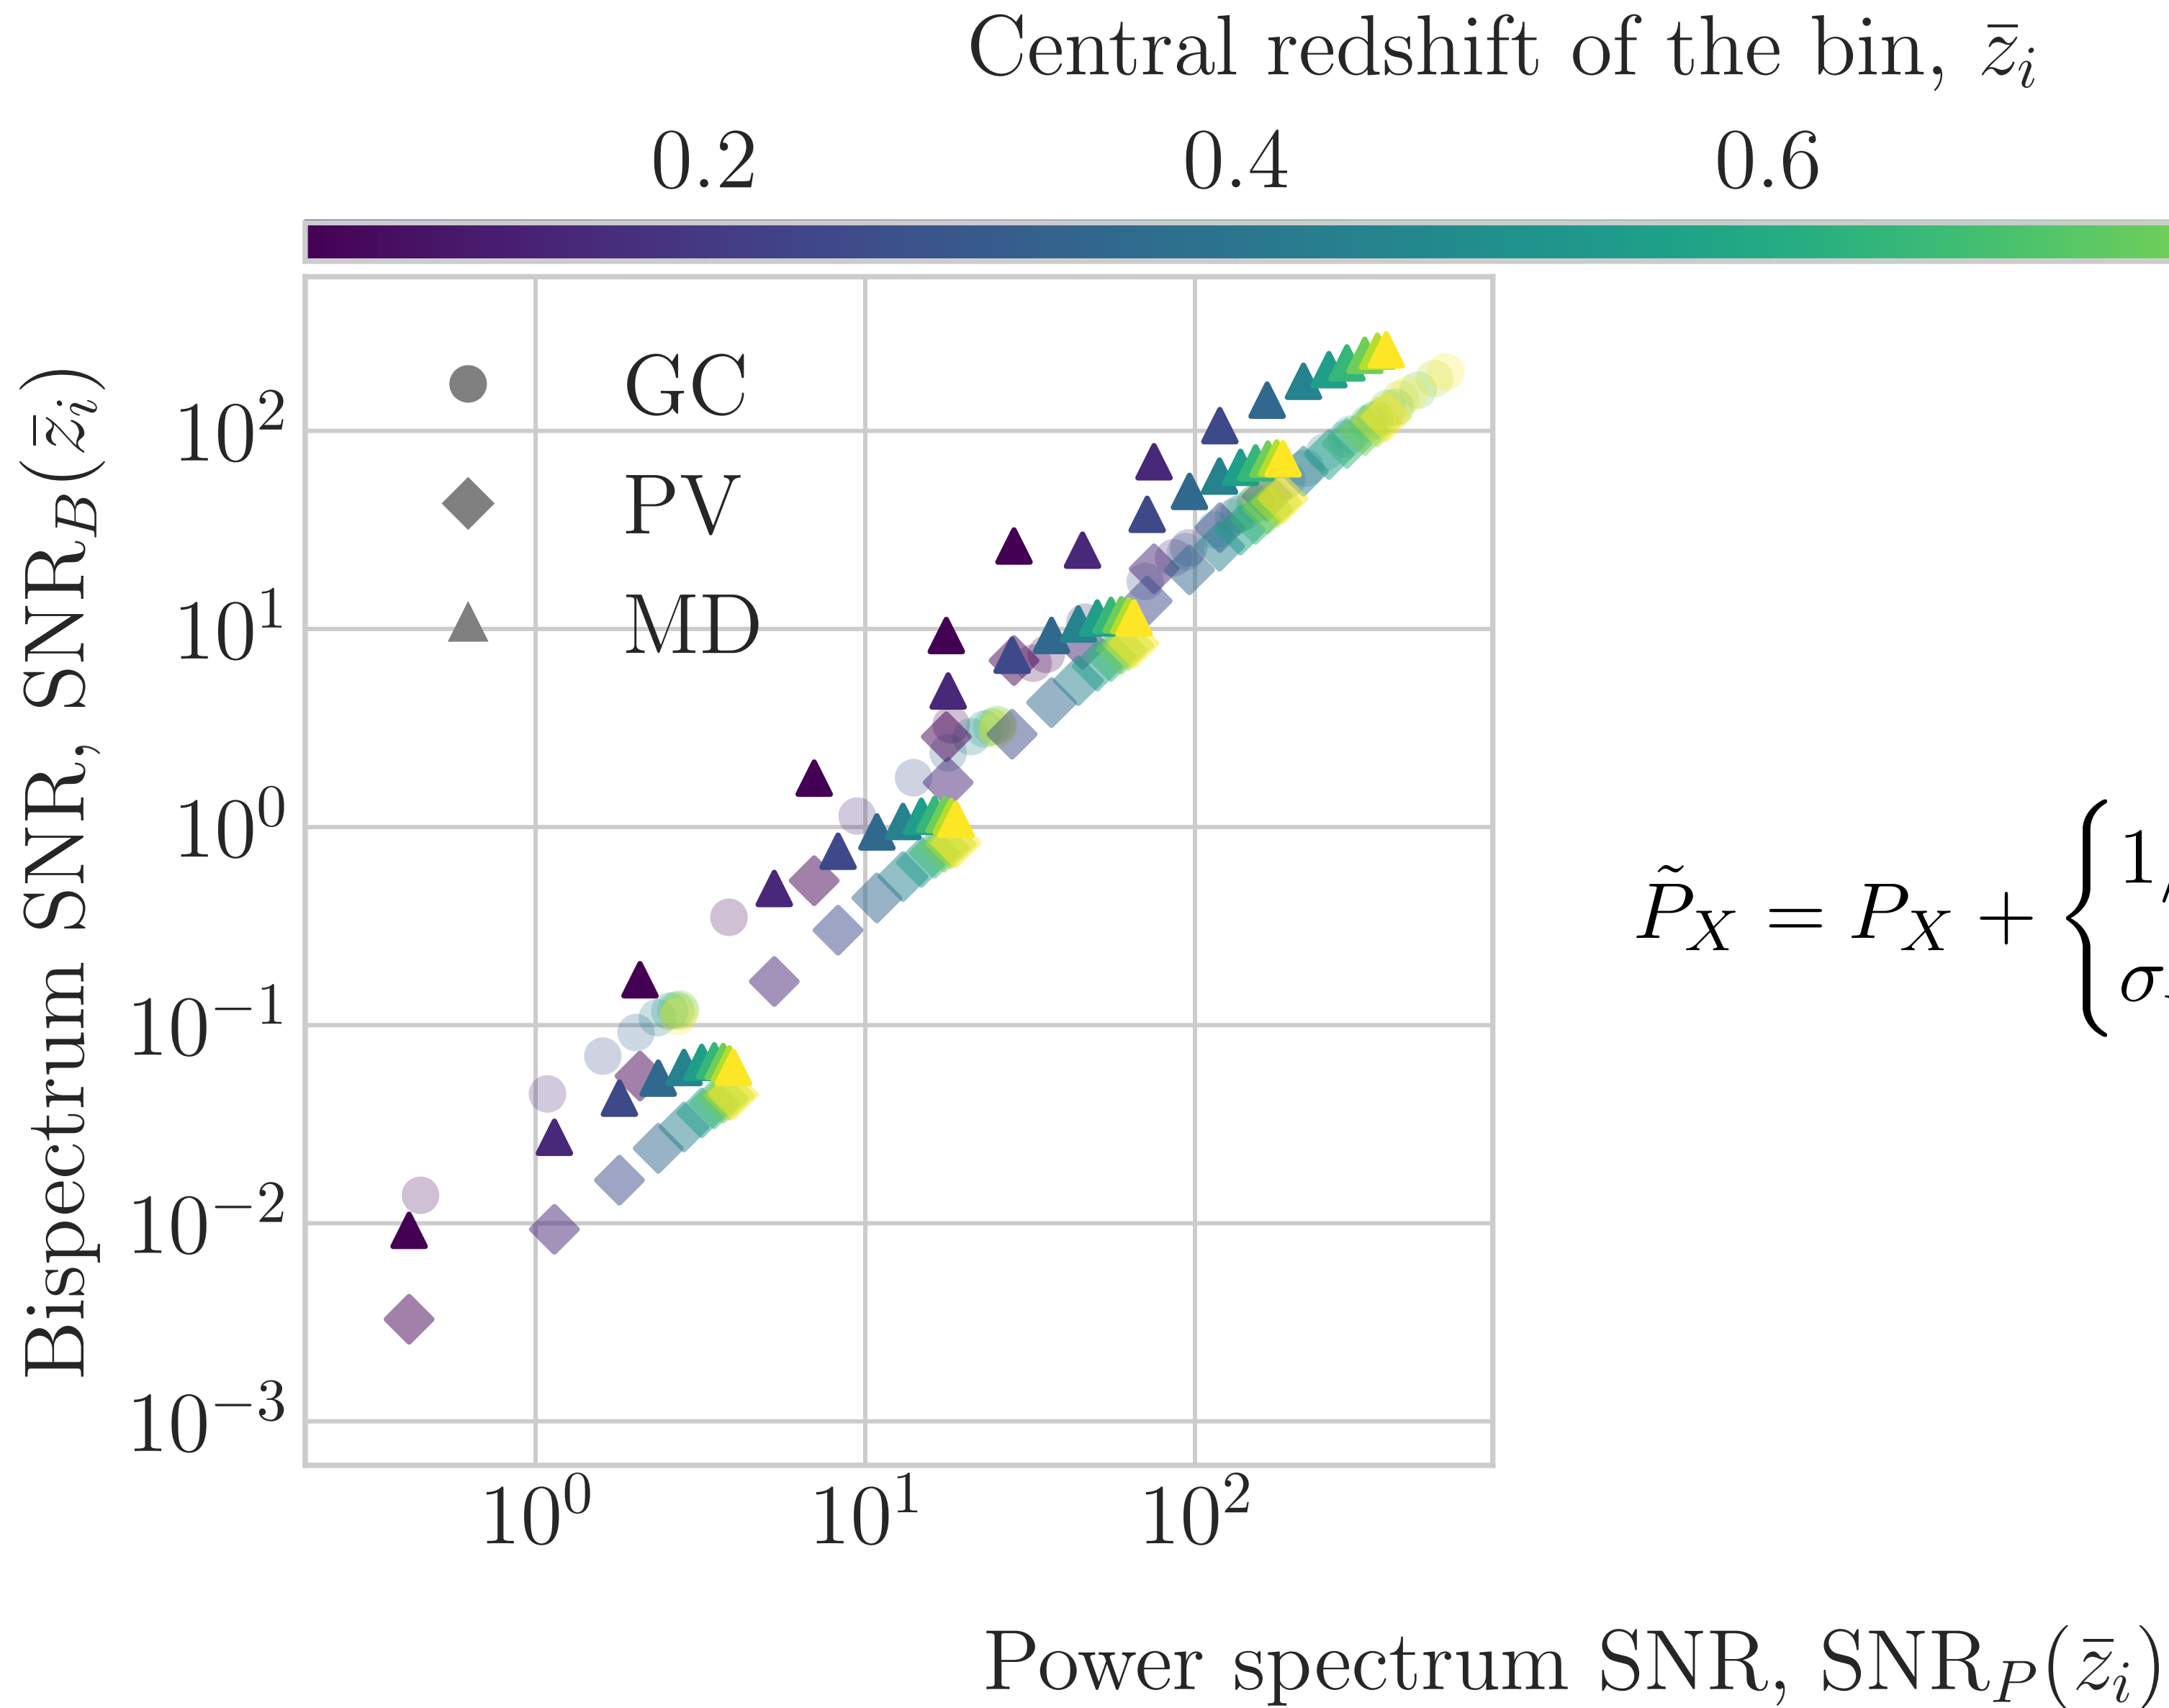 Central redshift of the bin, z̄ᵢ
0.2 0.4 0.6
Bispectrum SNR, SNR_B(z̄ᵢ)
GC
PV
MD
10²
10¹
10⁰
10⁻¹
10⁻²
10⁻³
P̃_X = P_X + { 1
σ
10⁰ 10¹ 10²
Power spectrum SNR, SNR_P(z̄ᵢ)